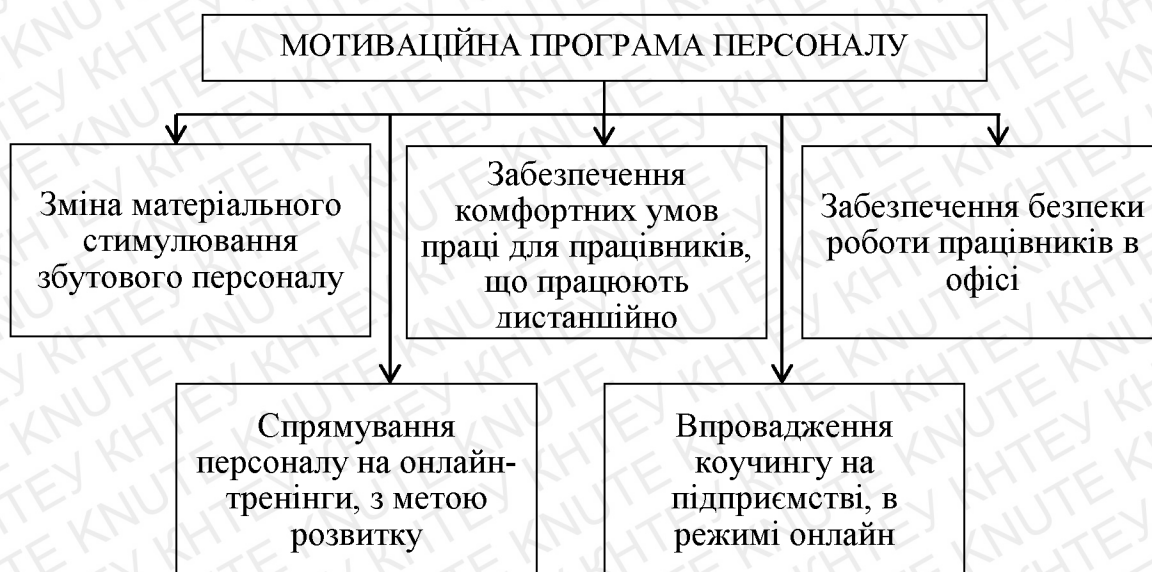 МОТИВАЦІЙНА ПРОГРАМА ПЕРСОНАЛУ
Зміна матеріального
стимулювання
збутового персоналу
Забезпечення
комфортних умов
праці для працівників,
що працюють
дистанційно
Забезпечення безпеки
роботи працівників в
офісі
Спрямування
персоналу на онлайн-
тренінги, з метою
розвитку
Впровадження
коучингу на
підприємстві, в
режимі онлайн